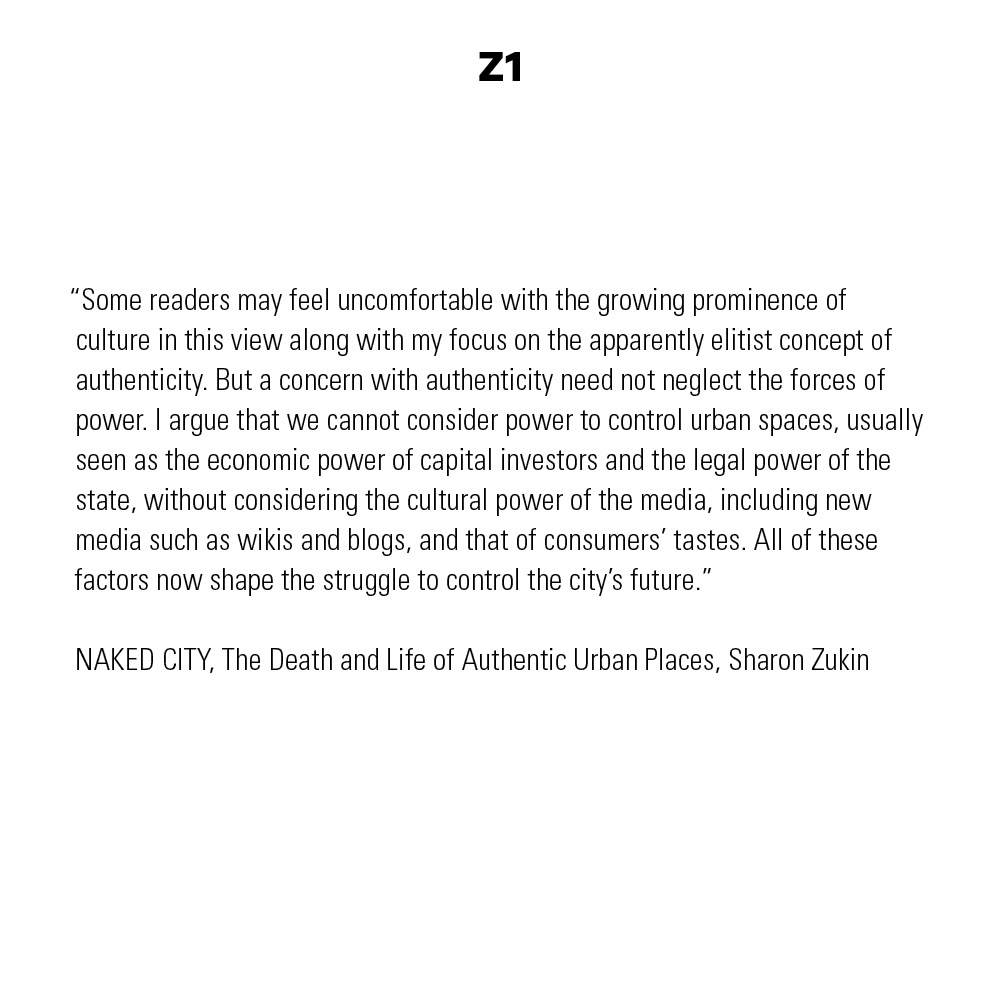 Z1
“Some readers may feel uncomfortable with the growing prominence of
culture in this view along with my focus on the apparently elitist concept of
authenticity. But a concern with authenticity need not neglect the forces of
power. I argue that we cannot consider power to control urban spaces, usually
seen as the economic power of capital investors and the legal power of the
state, without considering the cultural power of the media, including new
media such as wikis and blogs, and that of consumers’ tastes. All of these
factors now shape the struggle to control the city’s future.”
NAKED CITY, The Death and Life of Authentic Urban Places, Sharon Zukin